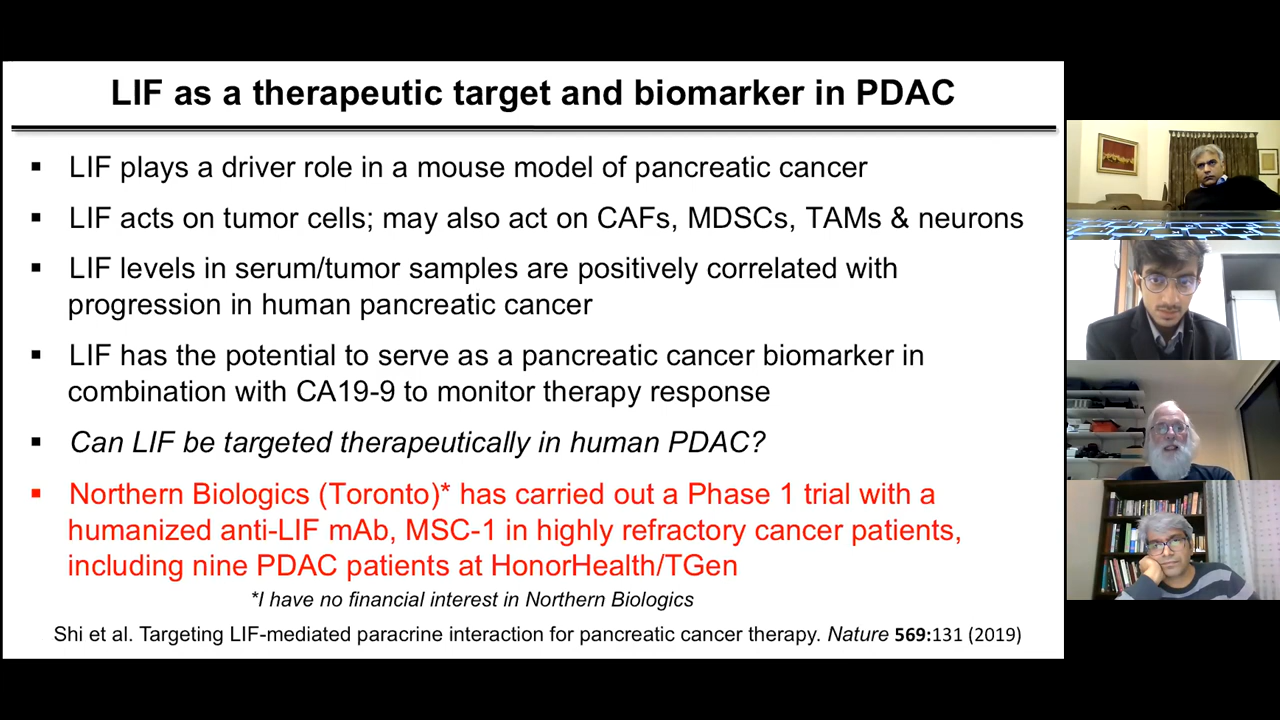 LIF as a therapeutic target and biomarker in PDAC
▪ LIF plays a driver role in a mouse model of pancreatic cancer
▪ LIF acts on tumor cells; may also act on CAFs, MDSCs, TAMs & neurons
▪ LIF levels in serum/tumor samples are positively correlated with
progression in human pancreatic cancer
▪ LIF has the potential to serve as a pancreatic cancer biomarker in
combination with CA19-9 to monitor therapy response
▪ Can LIF be targeted therapeutically in human PDAC?
▪ Northern Biologics (Toronto)* has carried out a Phase 1 trial with a
humanized anti-LIF mAb, MSC-1 in highly refractory cancer patients,
including nine PDAC patients at HonorHealth/TGen
*I have no financial interest in Northern Biologics
Shi et al. Targeting LIF-mediated paracrine interaction for pancreatic cancer therapy. Nature 569:131 (2019)